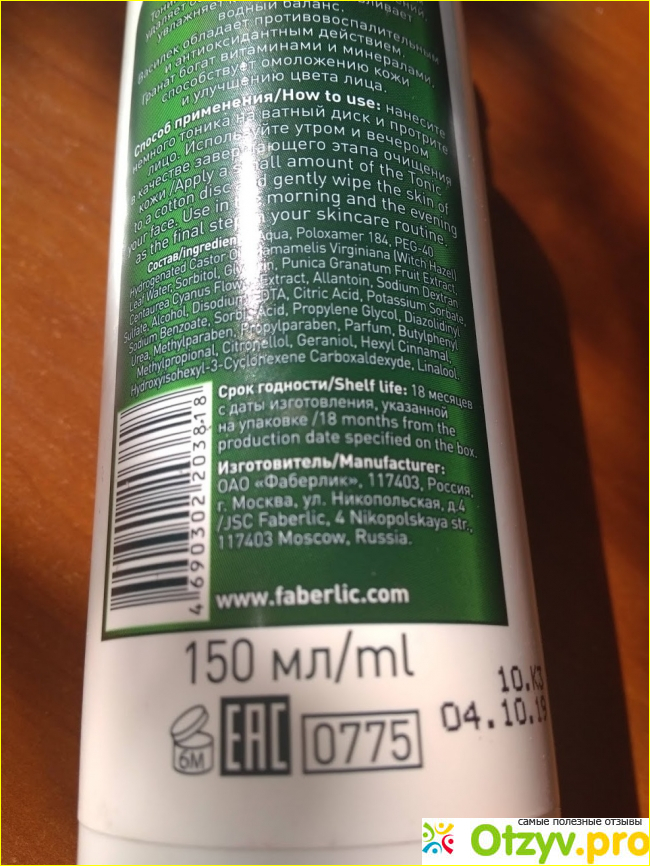 увлажняет
водный баланс.
Василек обладает противовоспалительным
и антиоксидантным действием.
Гранат богат витаминами и минералами,
способствует омоложению кожи
и улучшению цвета лица.
Способ применения/How to use: нанесите
немного тоника на ватный диск и протрите
лицо. Используйте утром и вечером
в качестве завершающего этапа очищения
кожи /Apply a small amount of the Tonic
to a cotton disc and gently wipe the skin of
your face. Use in the morning and the evening
as the final step in your skincare routine.
Состав/ingredients: Aqua, Poloxamer 184, PEG-40
Hydrogenated Castor Oil, Hamamelis Virginiana (Witch Hazel)
Leaf Water, Sorbitol, Glycerin, Punica Granatum Fruit Extract,
Centaurea Cyanus Flower Extract, Allantoin, Sodium Dextran
Sulfate, Alcohol, Disodium EDTA, Citric Acid, Potassium Sorbate,
Sodium Benzoate, Sorbic Acid, Propylene Glycol, Diazolidinyl
Urea, Methylparaben, Propylparaben, Parfum, Butylphenyl
Methylpropional, Citronellol, Geraniol, Hexyl Cinnamal,
Hydroxyisohexyl-3-Cyclohexene Carboxaldexyde, Linalool.
Срок годности/Shelf life: 18 месяцев
с даты изготовления, указанной
на упаковке /18 months from the
production date specified on the box.
Изготовитель/Manufacturer:
ОАО «Фаберлик», 117403, Россия,
г. Москва, ул. Никопольская, д.4
/JSC Faberlic, 4 Nikopolskaya str.,
117403 Moscow, Russia.
4 690302 203818
www.faberlic.com
150 мл/ml
10.К3
04.10.19
6М
EAC
0775
самые полезные отзывы
Otzyv.pro